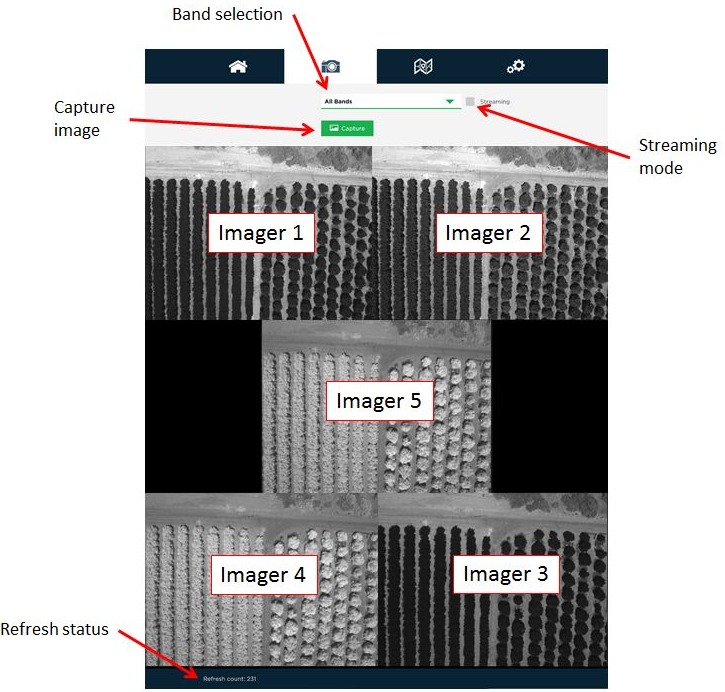 Band selection
All Bands
Streaming
Capture
image
Capture
Streaming
mode
Imager 1
Imager 2
Imager 5
Imager 4
Imager 3
Refresh status
Refresh count: 231